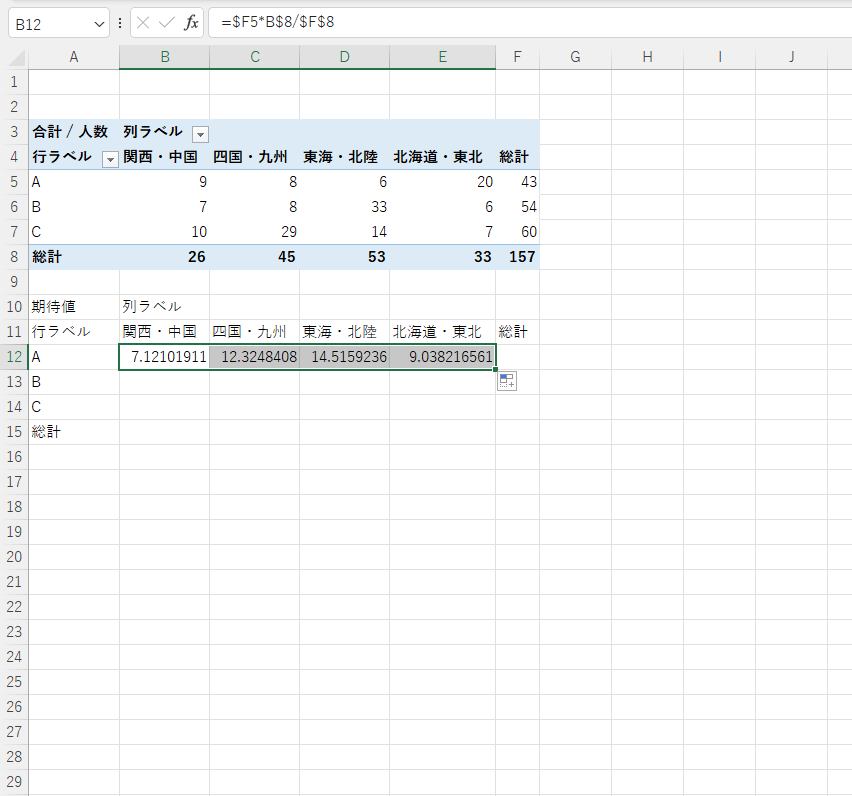 B12 fx =$F5*B$8/$F$8
A B C D E F G H I J
1
2
3 合計 / 人数 列ラベル
4 行ラベル 関西・中国 四国・九州 東海・北陸 北海道・東北 総計
5 A 9 8 6 20 43
6 B 7 8 33 6 54
7 C 10 29 14 7 60
8 総計 26 45 53 33 157
9
10 期待値 列ラベル
11 行ラベル 関西・中国 四国・九州 東海・北陸 北海道・東北 総計
12 A 7.12101911 12.3248408 14.5159236 9.038216561
13 B
14 C
15 総計
16
17
18
19
20
21
22
23
24
25
26
27
28
29